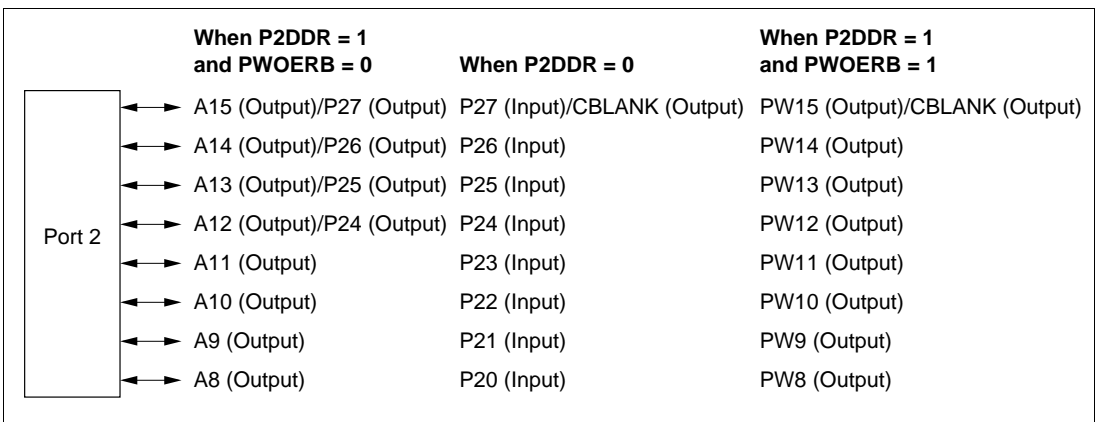 When P2DDR = 1
and PWOERB = 0
When P2DDR = 0
When P2DDR = 1
and PWOERB = 1
Port 2
A15 (Output)/P27 (Output) P27 (Input)/CBLANK (Output) PW15 (Output)/CBLANK (Output)
A14 (Output)/P26 (Output) P26 (Input) PW14 (Output)
A13 (Output)/P25 (Output) P25 (Input) PW13 (Output)
A12 (Output)/P24 (Output) P24 (Input) PW12 (Output)
A11 (Output) P23 (Input) PW11 (Output)
A10 (Output) P22 (Input) PW10 (Output)
A9 (Output) P21 (Input) PW9 (Output)
A8 (Output) P20 (Input) PW8 (Output)